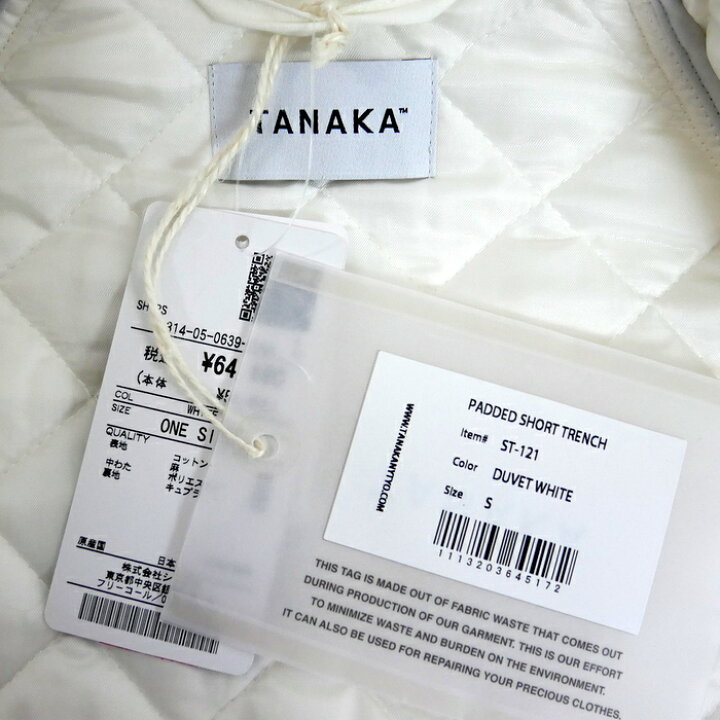 TANAKA™
SHIPS
314-05-0639-
税
¥64
(本体
COL
WHITE
SIZE
ONE SI
QUALITY
表地
コットン
麻
中わた
ポリエス
裏地
キュプラ
原産国
日本
株式会社シ
東京都中央区
フリーコール/0
WWW.TANAKANYTYO.COM
PADDED SHORT TRENCH
Item# ST-121
Color DUVET WHITE
Size S
1113203645172
THIS TAG IS MADE OUT OF FABRIC WASTE THAT COMES OUT
DURING PRODUCTION OF OUR GARMENT. THIS IS OUR EFFORT
TO MINIMIZE WASTE AND BURDEN ON THE ENVIRONMENT.
IT CAN ALSO BE USED FOR REPAIRING YOUR PRECIOUS CLOTHES.